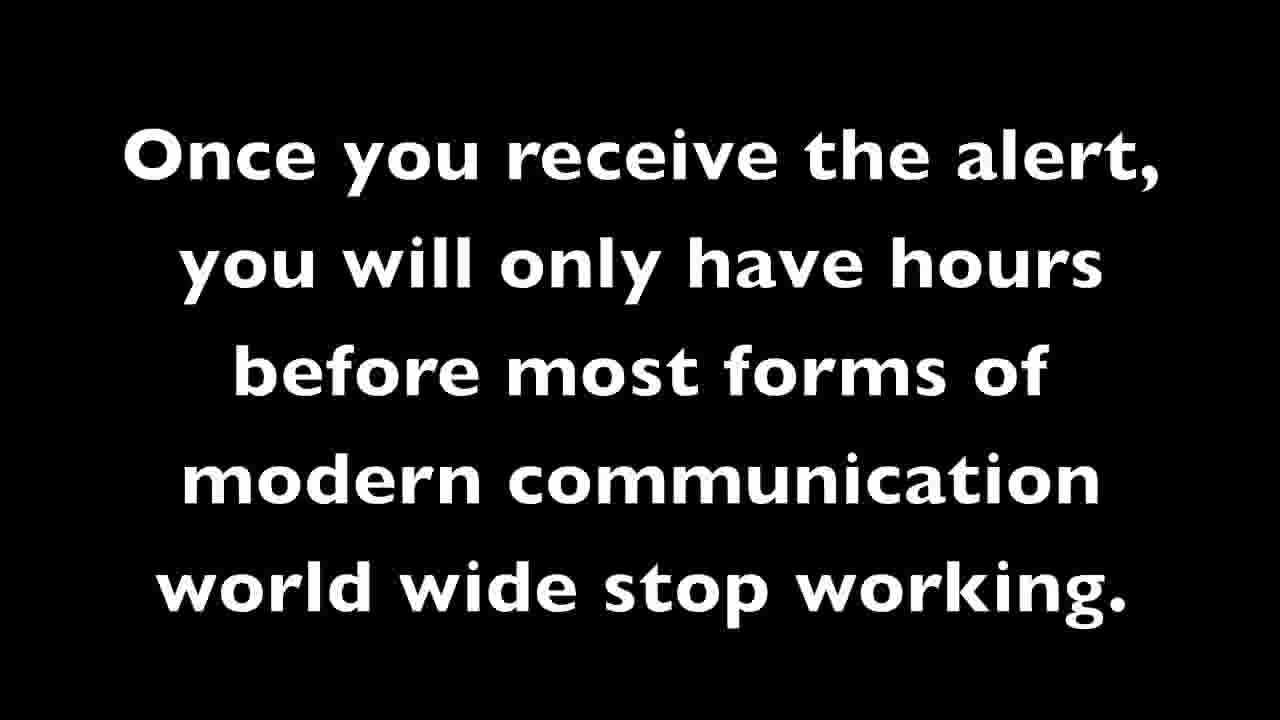 Once you receive the alert,
you will only have hours
before most forms of
modern communication
world wide stop working.